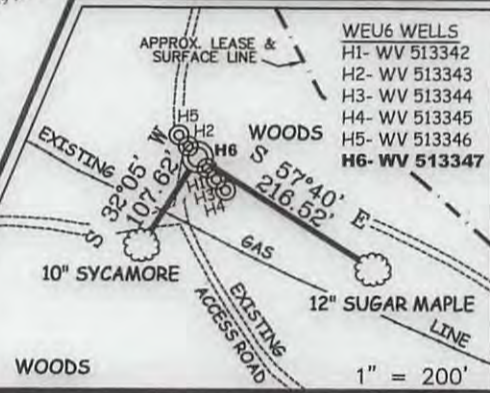 APPROX. LEASE &
SURFACE LINE
WEU6 WELLS
H1- WV 513342
H2- WV 513343
H3- WV 513344
H4- WV 513345
H5- WV 513346
H6- WV 513347
H5
H2
H6
H1
H3
H4
WOODS
EXISTING
GAS
LINE
S 32°05' W
107.62'
S 57°40' E
216.52'
10" SYCAMORE
12" SUGAR MAPLE
EXISTING
ACCESS ROAD
WOODS
1" = 200'